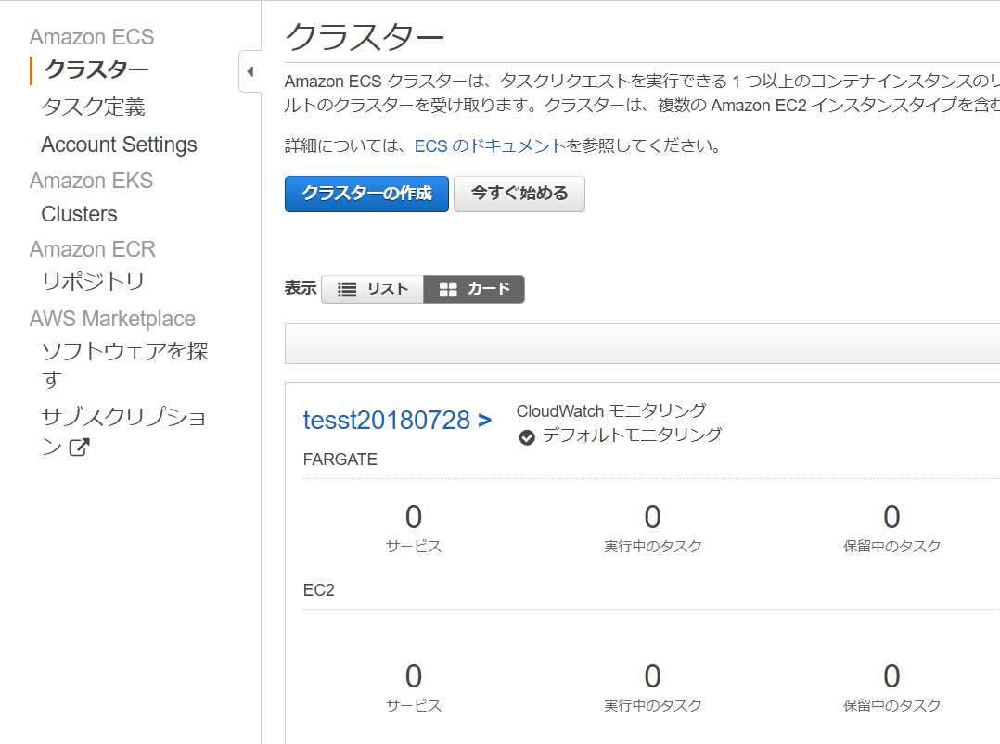 Amazon ECS
クラスター
タスク定義
Account Settings
Amazon EKS
Clusters
Amazon ECR
リポジトリ
AWS Marketplace
ソフトウェアを探
す
サブスクリプショ
ン
クラスター
Amazon ECS クラスターは、タスクリクエストを実行できる 1 つ以上のコンテナインスタンスのリ
ルトのクラスターを受け取ります。クラスターは、複数の Amazon EC2 インスタンスタイプを含む
詳細については、ECS のドキュメントを参照してください。
クラスターの作成 今すぐ始める
表示 リスト カード
tesst20180728 >
CloudWatch モニタリング
デフォルトモニタリング
FARGATE
0 0 0
サービス 実行中のタスク 保留中のタスク
EC2
0 0 0
サービス 実行中のタスク 保留中のタスク